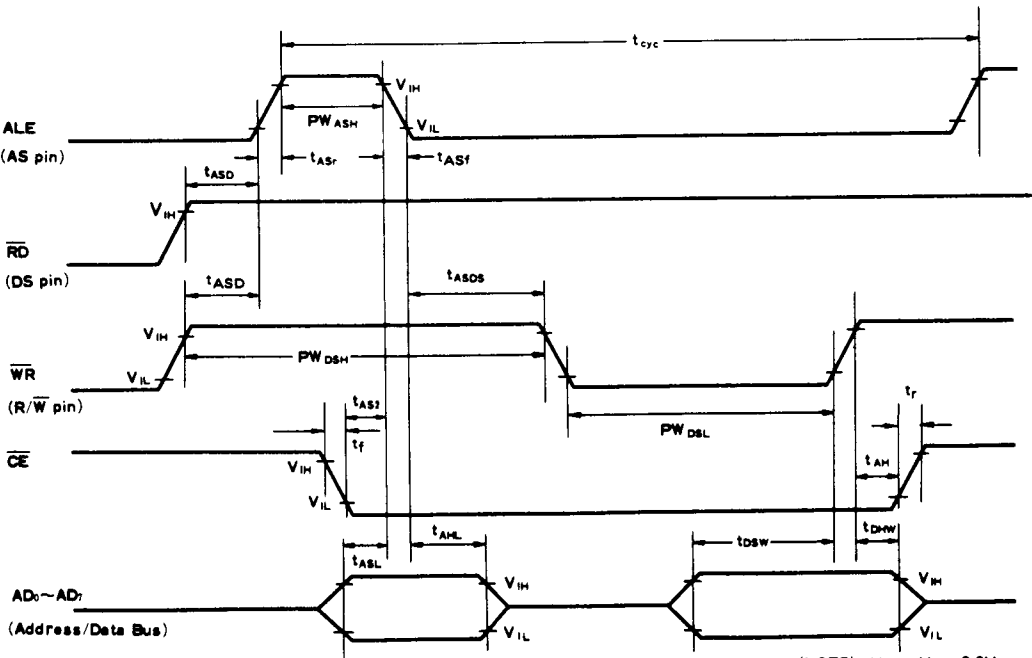 tcyc
VIH
PWASH
ALE
VIL
(AS pin)
tASr
tASf
tASD
VIH
RD
(DS pin)
tASD
tASDS
VIH
PWDSH
WR
VIL
(R/W pin)
tAS2
tr
PWDSL
tf
CE
VIH
tAH
VIL
tAHL
tDSW
tDHW
tASL
AD0~AD7
VIH
VIH
(Address/Data Bus)
VIL
VIL